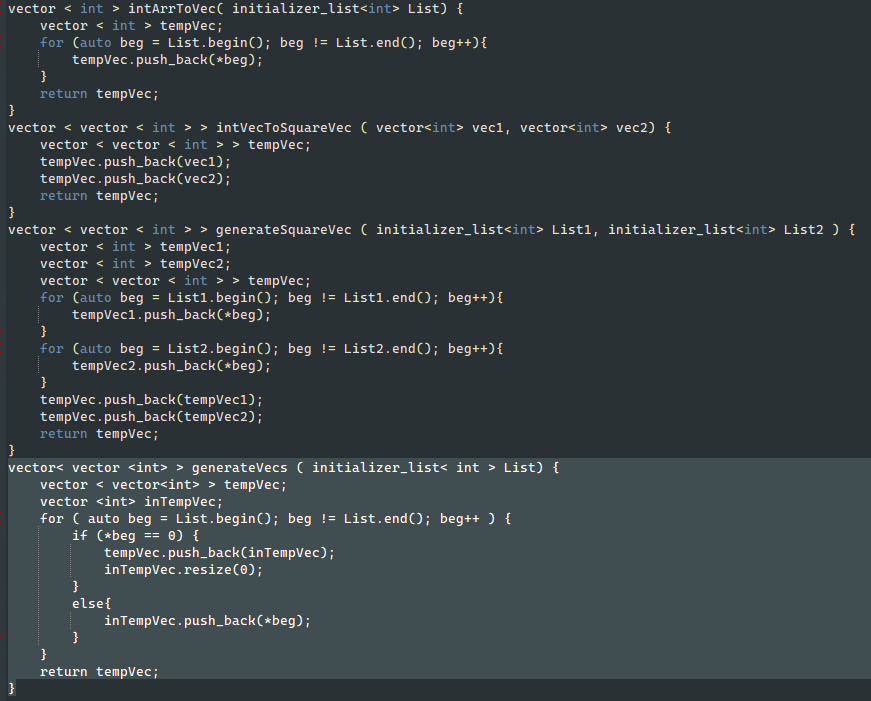 vector < int > intArrToVec( initializer_list<int> List) {
    vector < int > tempVec;
    for (auto beg = List.begin(); beg != List.end(); beg++){
        tempVec.push_back(*beg);
    }
    return tempVec;
}
vector < vector < int > > intVecToSquareVec ( vector<int> vec1, vector<int> vec2) {
    vector < vector < int > > tempVec;
    tempVec.push_back(vec1);
    tempVec.push_back(vec2);
    return tempVec;
}
vector < vector < int > > generateSquareVec ( initializer_list<int> List1, initializer_list<int> List2 ) {
    vector < int > tempVec1;
    vector < int > tempVec2;
    vector < vector < int > > tempVec;
    for (auto beg = List1.begin(); beg != List1.end(); beg++){
        tempVec1.push_back(*beg);
    }
    for (auto beg = List2.begin(); beg != List2.end(); beg++){
        tempVec2.push_back(*beg);
    }
    tempVec.push_back(tempVec1);
    tempVec.push_back(tempVec2);
    return tempVec;
}
vector< vector <int> > generateVecs ( initializer_list< int > List) {
    vector < vector<int> > tempVec;
    vector <int> inTempVec;
    for ( auto beg = List.begin(); beg != List.end(); beg++ ) {
        if (*beg == 0) {
            tempVec.push_back(inTempVec);
            inTempVec.resize(0);
        }
        else{
            inTempVec.push_back(*beg);
        }
    }
    return tempVec;
}